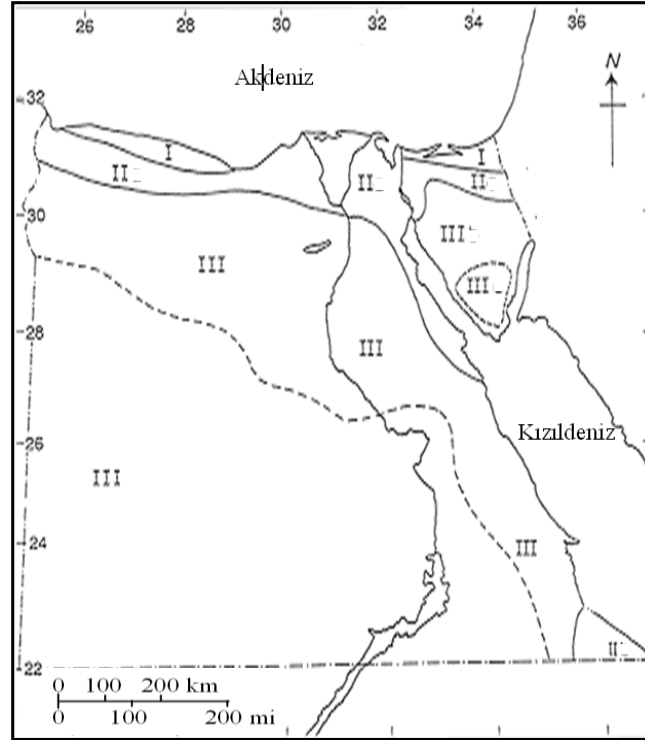 26 28 30 32 34 36
N
Akdeniz
32
I
I
II
II
II
30
III
III
III
III
28
Kızıldeniz
26
III
24
III
II
22
0 100 200 km
0 100 200 mi